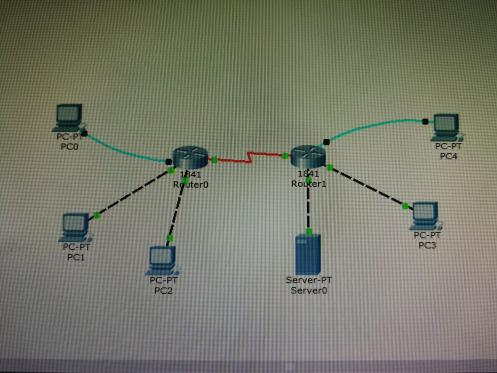 PC-PT
PC0
1841
Router0
1841
Router1
PC-PT
PC4
PC-PT
PC1
PC-PT
PC2
Server-PT
Server0
PC-PT
PC3